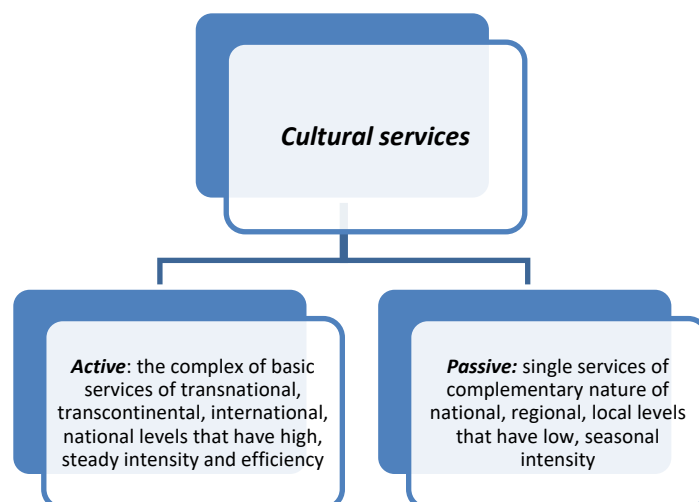 Cultural services
Active: the complex of basic
services of transnational,
transcontinental, international,
national levels that have high,
steady intensity and efficiency
Passive: single services of
complementary nature of
national, regional, local levels
that have low, seasonal
intensity